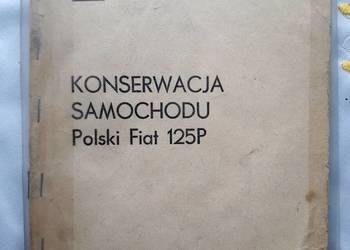 KONSERWACJA
SAMOCHODU
Polski Fiat 125P